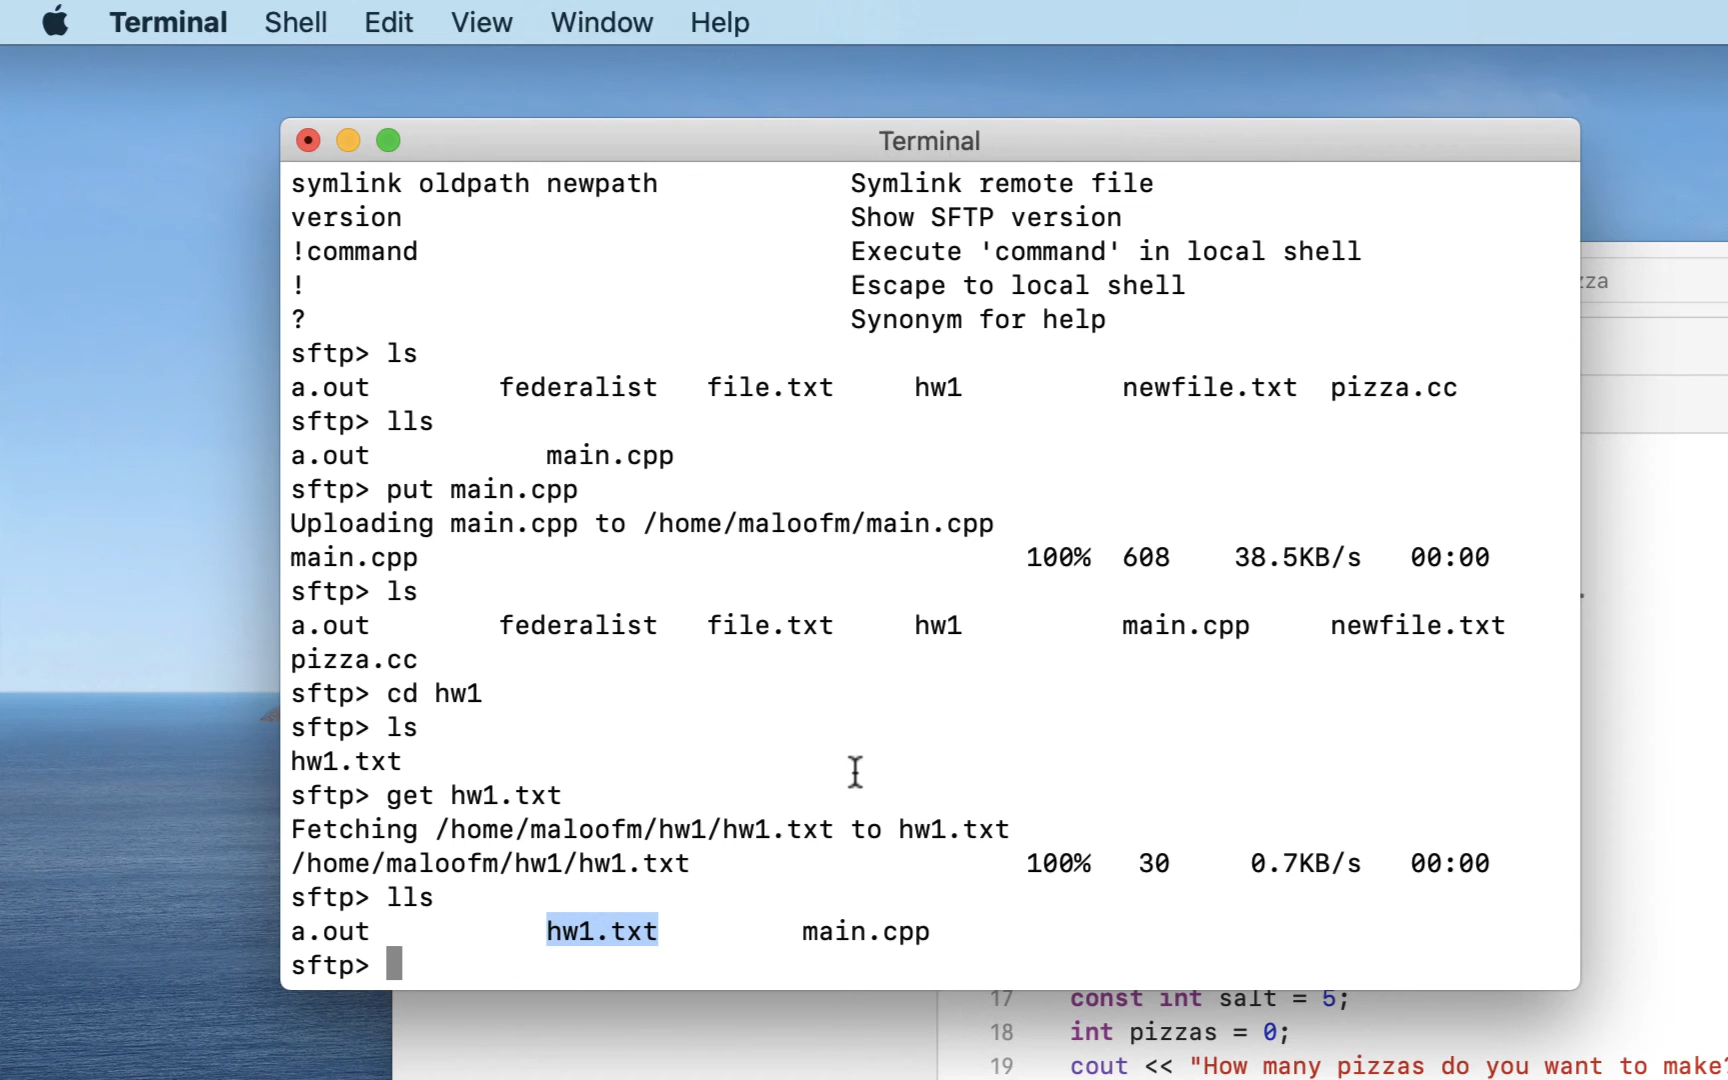 Terminal Shell Edit View Window Help
Terminal
symlink oldpath newpath Symlink remote file
version Show SFTP version
!command Execute 'command' in local shell
! Escape to local shell
? Synonym for help
sftp> ls
a.out federalist file.txt hw1 newfile.txt pizza.cc
sftp> lls
a.out main.cpp
sftp> put main.cpp
Uploading main.cpp to /home/maloofm/main.cpp
main.cpp 100% 608 38.5KB/s 00:00
sftp> ls
a.out federalist file.txt hw1 main.cpp newfile.txt
pizza.cc
sftp> cd hw1
sftp> ls
hw1.txt
sftp> get hw1.txt
Fetching /home/maloofm/hw1/hw1.txt to hw1.txt
/home/maloofm/hw1/hw1.txt 100% 30 0.7KB/s 00:00
sftp> lls
a.out hw1.txt main.cpp
sftp>
zza
17 const int salt = 5;
18 int pizzas = 0;
19 cout << "How many pizzas do you want to make?